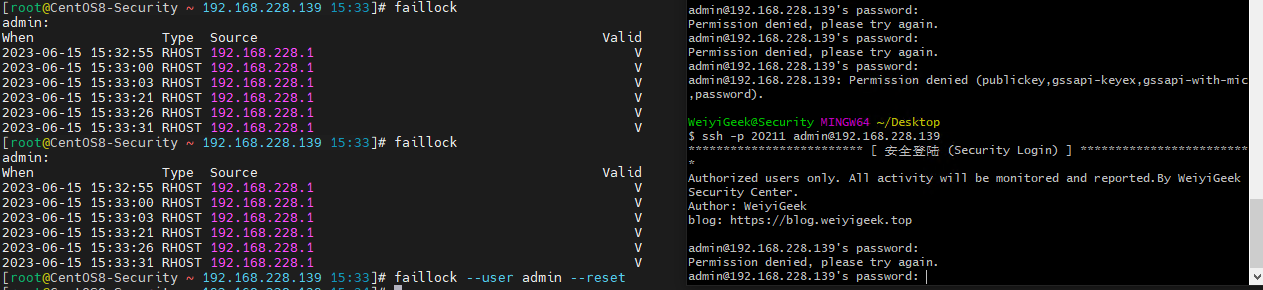 [root@CentOS8-Security ~ 192.168.228.139 15:33]# faillock
admin:
When Type Source Valid
2023-06-15 15:32:55 RHOST 192.168.228.1 V
2023-06-15 15:33:00 RHOST 192.168.228.1 V
2023-06-15 15:33:03 RHOST 192.168.228.1 V
2023-06-15 15:33:21 RHOST 192.168.228.1 V
2023-06-15 15:33:26 RHOST 192.168.228.1 V
2023-06-15 15:33:31 RHOST 192.168.228.1 V
[root@CentOS8-Security ~ 192.168.228.139 15:33]# faillock
admin:
When Type Source Valid
2023-06-15 15:32:55 RHOST 192.168.228.1 V
2023-06-15 15:33:00 RHOST 192.168.228.1 V
2023-06-15 15:33:03 RHOST 192.168.228.1 V
2023-06-15 15:33:21 RHOST 192.168.228.1 V
2023-06-15 15:33:26 RHOST 192.168.228.1 V
2023-06-15 15:33:31 RHOST 192.168.228.1 V
[root@CentOS8-Security ~ 192.168.228.139 15:33]# faillock --user admin --reset
admin@192.168.228.139's password:
Permission denied, please try again.
admin@192.168.228.139's password:
Permission denied, please try again.
admin@192.168.228.139's password:
admin@192.168.228.139: Permission denied (publickey,gssapi-keyex,gssapi-with-mic
,password).
WeiyiGeek@Security MINGW64 ~/Desktop
$ ssh -p 20211 admin@192.168.228.139
************************* [ 安全登陆 (Security Login) ] ************************
*
Authorized users only. All activity will be monitored and reported.By WeiyiGeek
Security Center.
Author: WeiyiGeek
blog: https://blog.weiyigeek.top
admin@192.168.228.139's password:
Permission denied, please try again.
admin@192.168.228.139's password: